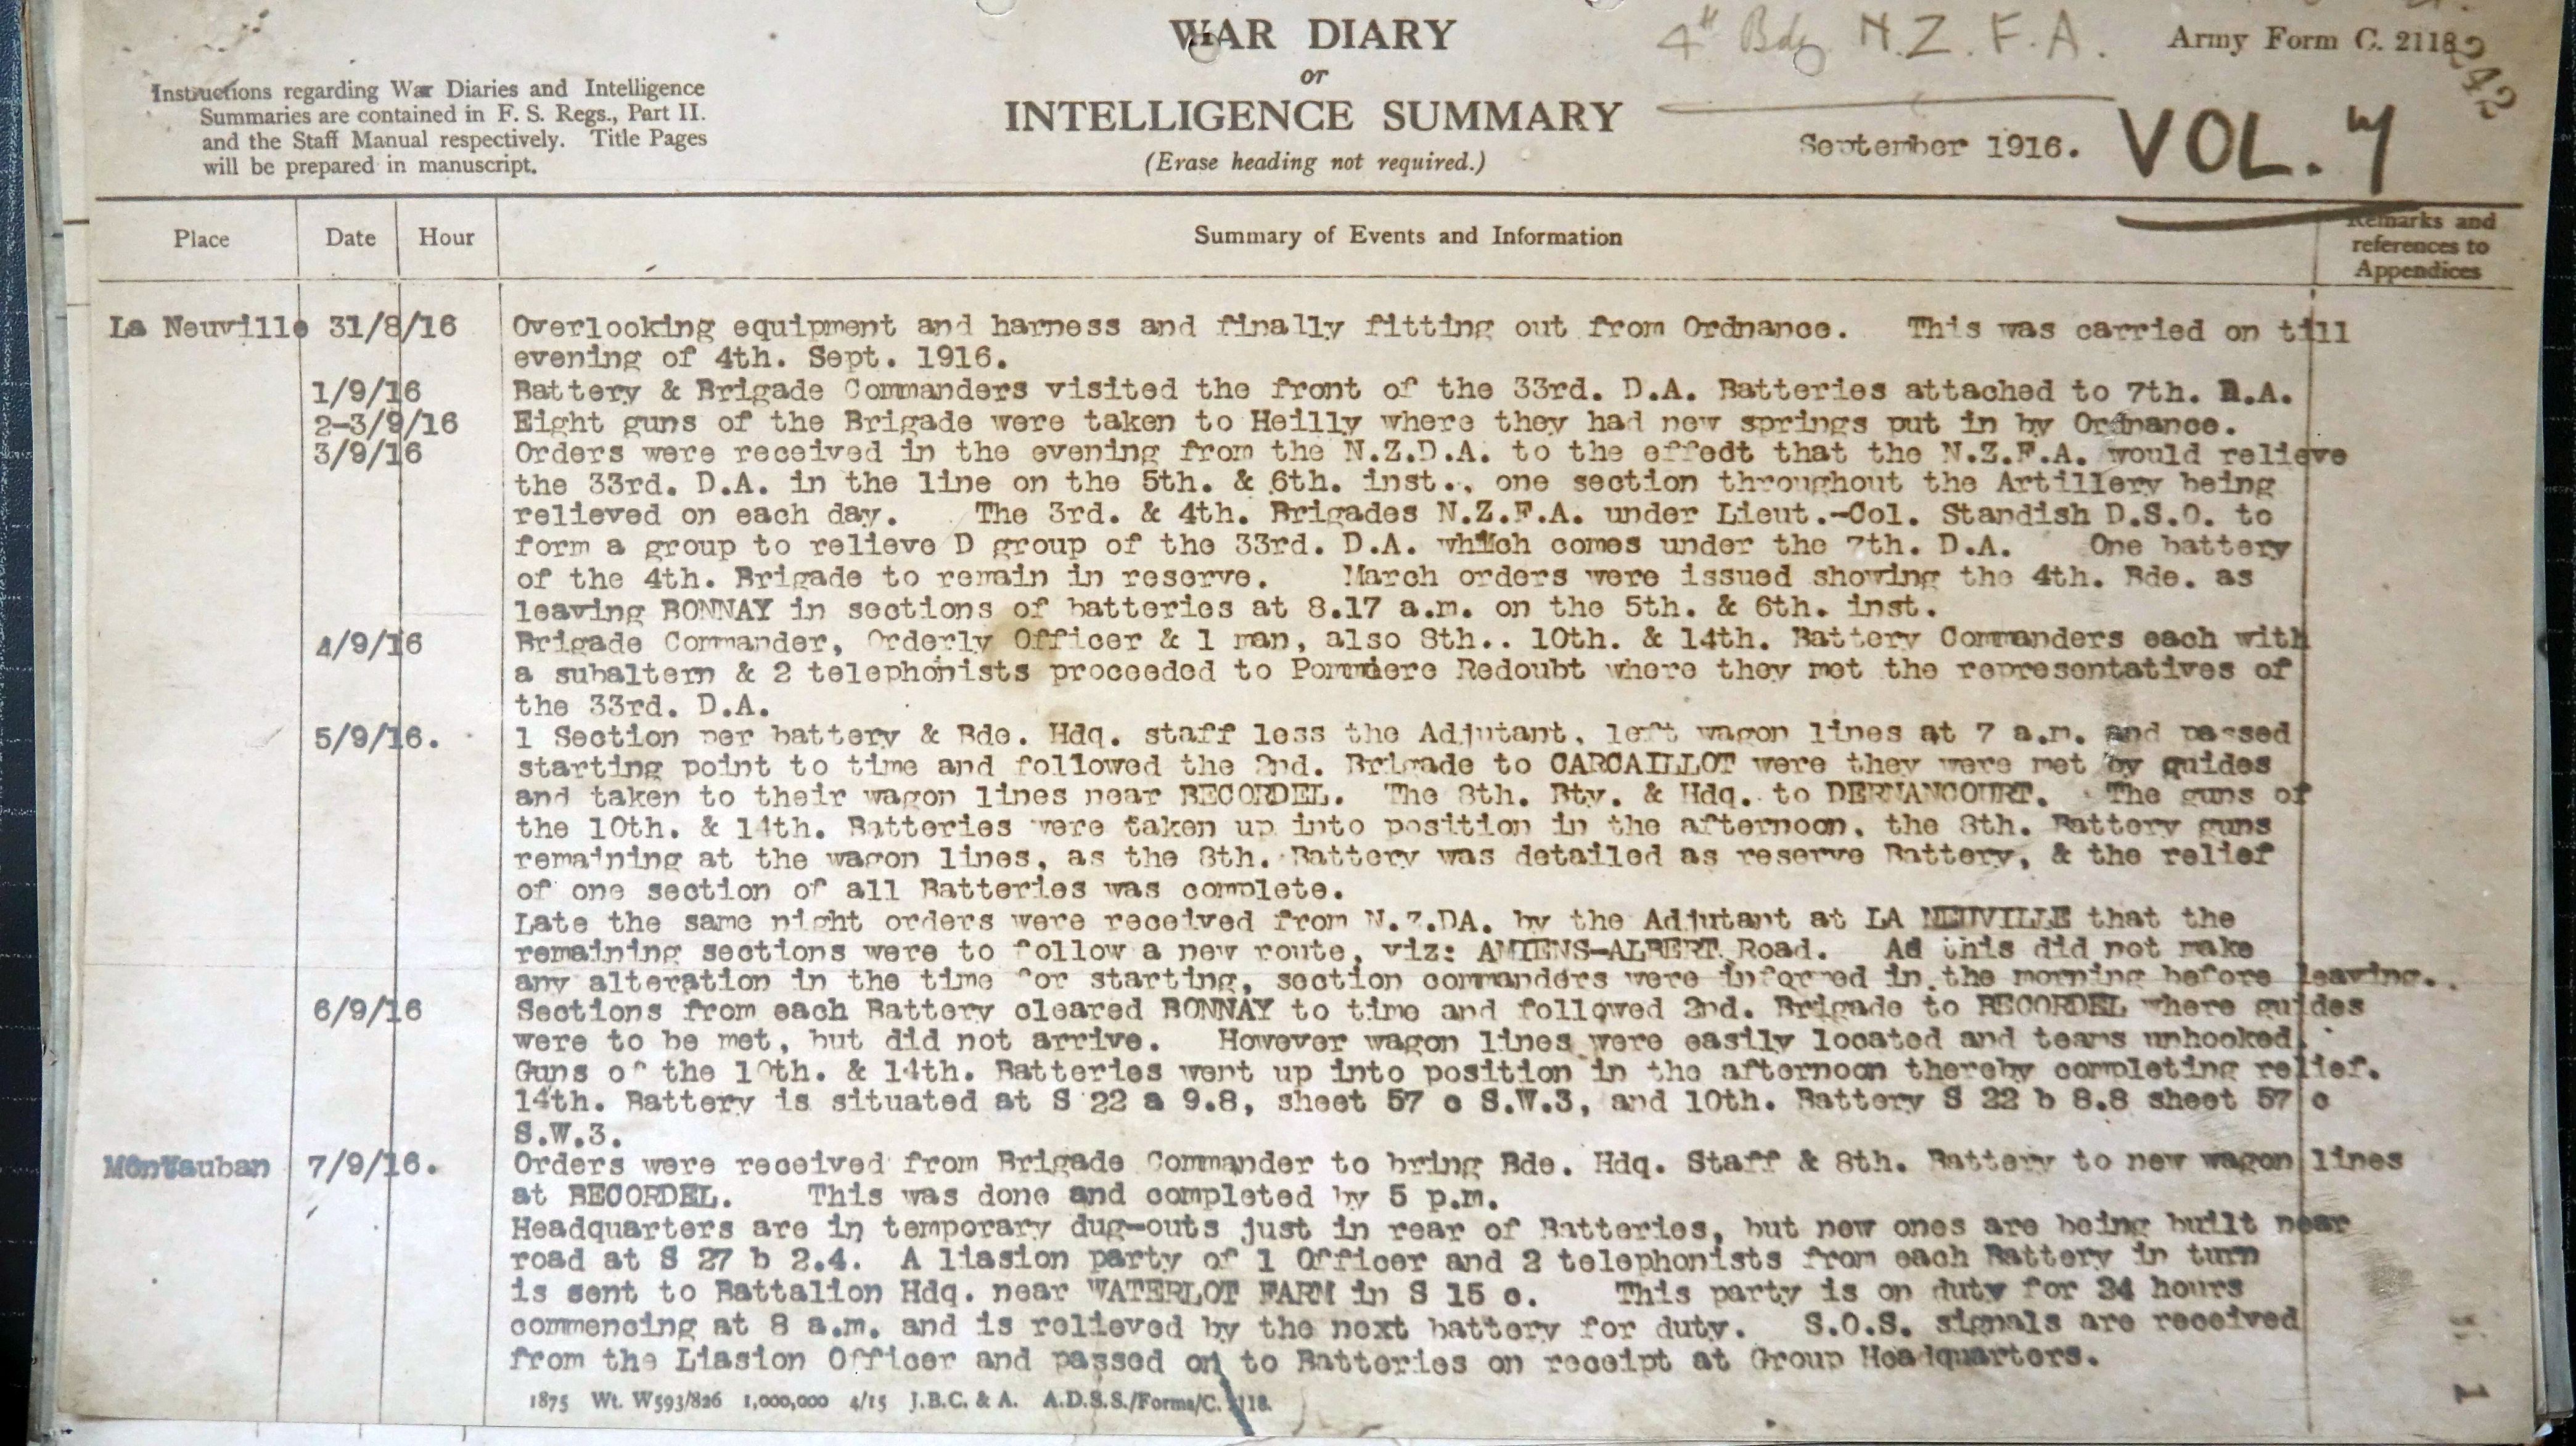 WAR DIARY
or
INTELLIGENCE SUMMARY
(Erase heading not required.)
Instructions regarding War Diaries and Intelligence
Summaries are contained in F. S. Regs., Part II.
and the Staff Manual respectively. Title Pages
will be prepared in manuscript.
4th Bde N.Z.F.A.
Army Form C. 2118
242
September 1916.
VOL. 7
Place Date Hour Summary of Events and Information Remarks and
references to
Appendices
La Neuville 31/8/16 Overlooking equipment and harness and finally fitting out from Ordnance. This was carried on till
evening of 4th. Sept. 1916.
1/9/16 Battery & Brigade Commanders visited the front of the 33rd. D.A. Batteries attached to 7th. D.A.
2-3/9/16 Eight guns of the Brigade were taken to Heilly where they had new springs put in by Ordnance.
3/9/16 Orders were received in the evening from the N.Z.D.A. to the effedt that the N.Z.F.A. would relieve
the 33rd. D.A. in the line on the 5th. & 6th. inst., one section throughout the Artillery being
relieved on each day. The 3rd. & 4th. Brigades N.Z.F.A. under Lieut.-Col. Standish D.S.O. to
form a group to relieve D group of the 33rd. D.A. which comes under the 7th. D.A. One battery
of the 4th. Brigade to remain in reserve. March orders were issued showing the 4th. Bde. as
leaving BONNAY in sections of batteries at 8.17 a.m. on the 5th. & 6th. inst.
4/9/16 Brigade Commander, Orderly Officer & 1 man, also 8th.. 10th. & 14th. Battery Commanders each with
a subaltern & 2 telephonists proceeded to Pommiere Redoubt where they met the representatives of
the 33rd. D.A.
5/9/16. 1 Section per battery & Bde. Hdq. staff less the Adjutant, left wagon lines at 7 a.m. and passed
starting point to time and followed the 2nd. Brigade to CARCAILLOT were they were met by guides
and taken to their wagon lines near BECORDEL. The 8th. Bty. & Hdq. to DERNANCOURT. The guns of
the 10th. & 14th. Batteries were taken up into position in the afternoon, the 8th. Battery guns
remaining at the wagon lines, as the 8th. Battery was detailed as reserve Battery, & the relief
of one section of all Batteries was complete.
Late the same night orders were received from N.Z.DA. by the Adjutant at LA NEUVILLE that the
remaining sections were to follow a new route, viz: AMIENS-ALBERT Road. Ad this did not make
any alteration in the time for starting, section commanders were informed in the morning before leaving.
6/9/16 Sections from each Battery cleared BONNAY to time and followed 2nd. Brigade to BECORDEL where guides
were to be met, but did not arrive. However wagon lines were easily located and teams unhooked.
Guns of the 10th. & 14th. Batteries went up into position in the afternoon thereby completing relief.
14th. Battery is situated at S 22 a 9.8, sheet 57 c S.W.3, and 10th. Battery S 22 b 8.8 sheet 57 c
S.W.3.
Montauban 7/9/16. Orders were received from Brigade Commander to bring Bde. Hdq. Staff & 8th. Battery to new wagon lines
at BECORDEL. This was done and completed by 5 p.m.
Headquarters are in temporary dug-outs just in rear of Batteries, but new ones are being built near
road at S 27 b 2.4. A liasion party of 1 Officer and 2 telephonists from each Battery in turn
is sent to Battalion Hdq. near WATERLOT FARM in S 15 c. This party is on duty for 24 hours
commencing at 8 a.m. and is relieved by the next battery for duty. S.O.S. signals are received
from the Liasion Officer and passed on to Batteries on receipt at Group Headquarters.
1875 Wt. W593/826 1,000,000 4/15 J.B.C. & A. A.D.S.S./Forms/C. 2118.